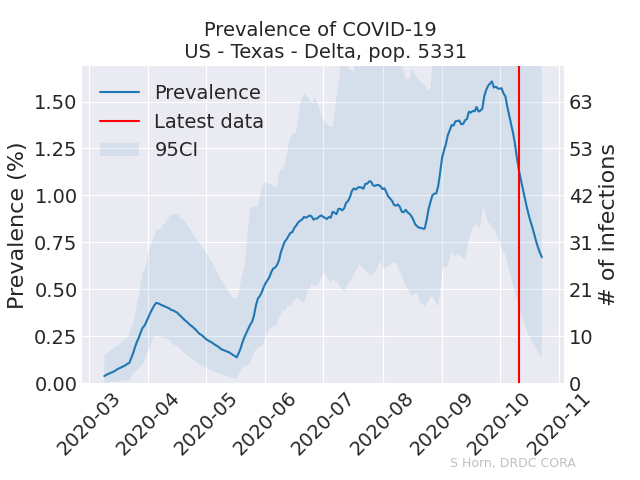 Prevalence of COVID-19
US - Texas - Delta, pop. 5331
Prevalence
Latest data
95CI
Prevalence (%)
1.50
1.25
1.00
0.75
0.50
0.25
0.00
63
53
42
31
21
10
0
# of infections
2020-03
2020-04
2020-05
2020-06
2020-07
2020-08
2020-09
2020-10
2020-11
S Horn, DRDC CORA